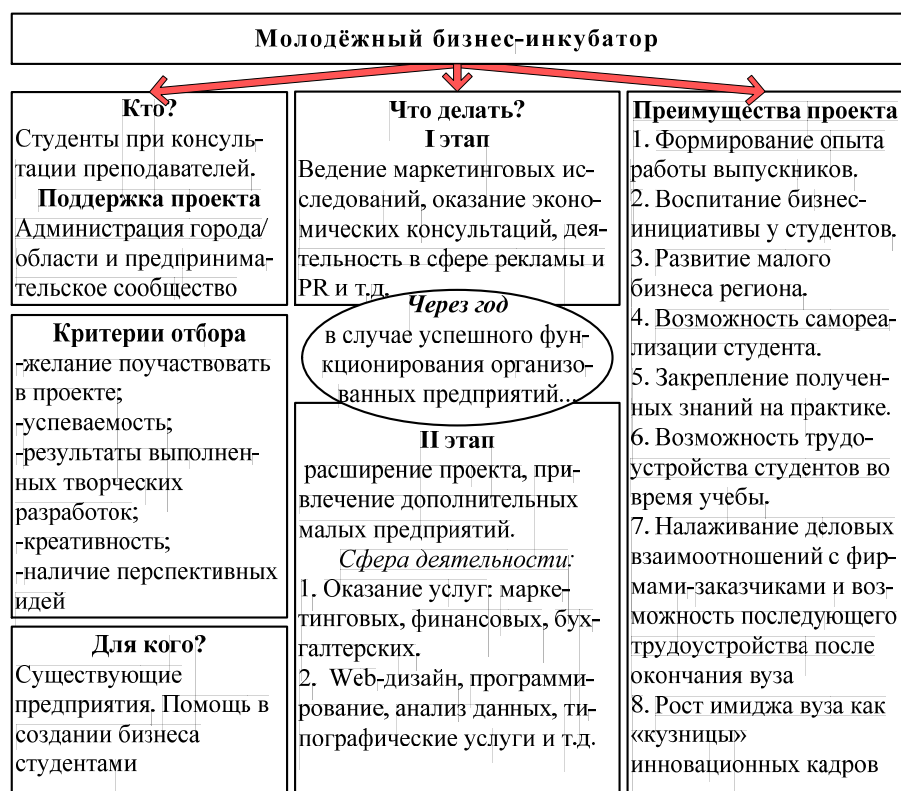 Молодёжный бизнес-инкубатор
Кто?
Студенты при консуль-
тации преподавателей.
Поддержка проекта
Администрация города/
области и предпринима-
тельское сообщество
Критерии отбора
-желание поучаствовать
в проекте;
-успеваемость;
-результаты выполнен-
ных творческих
разработок;
-креативность;
-наличие перспективных
идей
Для кого?
Существующие
предприятия. Помощь в
создании бизнеса
студентами
Что делать?
I этап
Ведение маркетинговых ис-
следований, оказание эконо-
мических консультаций, дея-
тельность в сфере рекламы и
PR и т.д.
Через год
в случае успешного фун-
кционирования организо-
ванных предприятий...
II этап
расширение проекта, при-
влечение дополнительных
малых предприятий.
Сфера деятельности:
1. Оказание услуг: марке-
тинговых, финансовых, бух-
галтерских.
2. Web-дизайн, программи-
рование, анализ данных, ти-
пографические услуги и т.д.
Преимущества проекта
1. Формирование опыта
работы выпускников.
2. Воспитание бизнес-
инициативы у студентов.
3. Развитие малого
бизнеса региона.
4. Возможность самореа-
лизации студента.
5. Закрепление получен-
ных знаний на практике.
6. Возможность трудо-
устройства студентов во
время учебы.
7. Налаживание деловых
взаимоотношений с фир-
мами-заказчиками и воз-
можность последующего
трудоустройства после
окончания вуза
8. Рост имиджа вуза как
«кузницы»
инновационных кадров